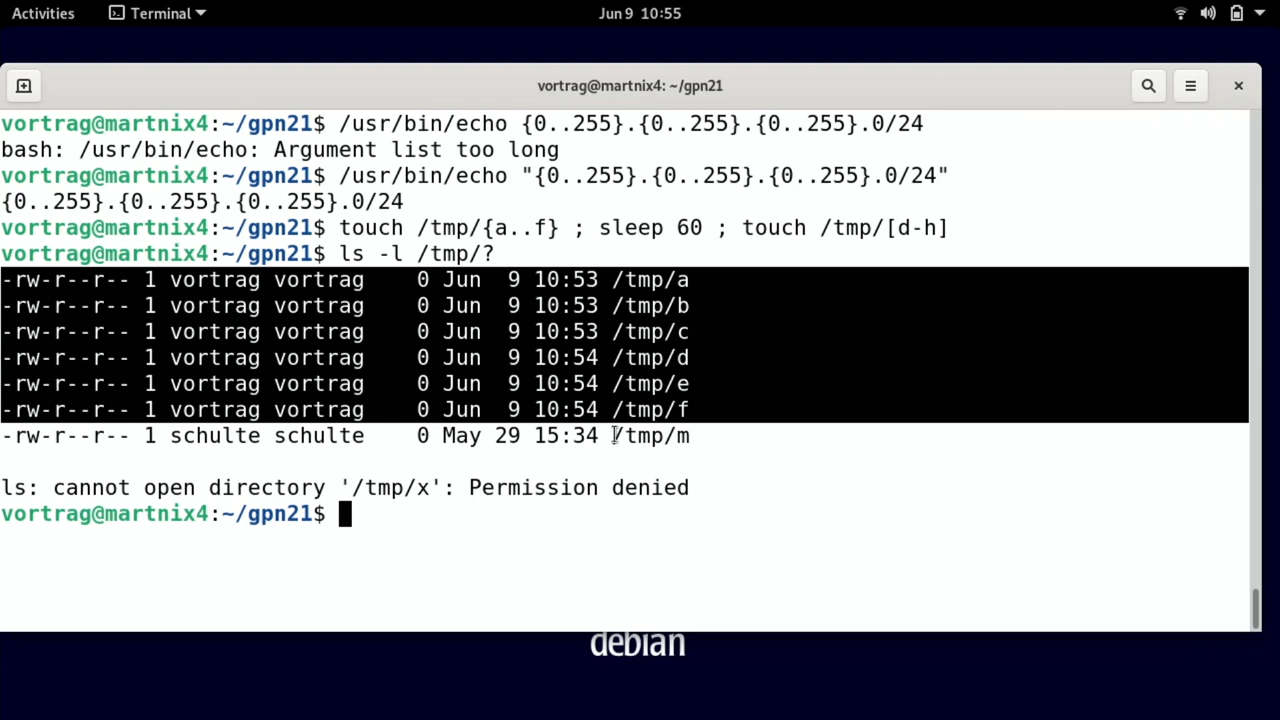 Activities Terminal Jun 9 10:55
vortrag@martnix4: ~/gpn21
vortrag@martnix4:~/gpn21$ /usr/bin/echo {0..255}.{0..255}.{0..255}.0/24
bash: /usr/bin/echo: Argument list too long
vortrag@martnix4:~/gpn21$ /usr/bin/echo "{0..255}.{0..255}.{0..255}.0/24"
{0..255}.{0..255}.{0..255}.0/24
vortrag@martnix4:~/gpn21$ touch /tmp/{a..f} ; sleep 60 ; touch /tmp/[d-h]
vortrag@martnix4:~/gpn21$ ls -l /tmp/?
-rw-r--r-- 1 vortrag vortrag    0 Jun  9 10:53 /tmp/a
-rw-r--r-- 1 vortrag vortrag    0 Jun  9 10:53 /tmp/b
-rw-r--r-- 1 vortrag vortrag    0 Jun  9 10:53 /tmp/c
-rw-r--r-- 1 vortrag vortrag    0 Jun  9 10:54 /tmp/d
-rw-r--r-- 1 vortrag vortrag    0 Jun  9 10:54 /tmp/e
-rw-r--r-- 1 vortrag vortrag    0 Jun  9 10:54 /tmp/f
-rw-r--r-- 1 schulte schulte    0 May 29 15:34 /tmp/m
ls: cannot open directory '/tmp/x': Permission denied
vortrag@martnix4:~/gpn21$
debian